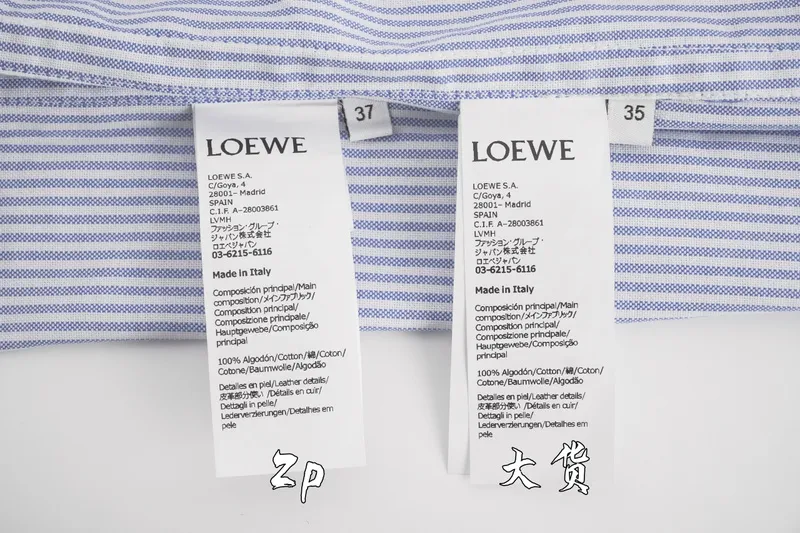 37
LOEWE
LOEWE S.A.
C/Goya, 4
28001- Madrid
SPAIN
C.I.F. A-28003861
LVMH
ファッション・グループ・
ジャパン株式会社
ロエベジャパン
03-6215-6116
Made in Italy
Composición principal/Main
composition/メインファブリック/
Composition principal/
Composizione principale/
Hauptgewebe/Composição
principal
100% Algodón/Cotton/綿/Coton/
Cotone/Baumwolle/Algodão
Detalles en piel/Leather details/
皮革部分使い /Détails en cuir/
Dettagli in pelle/
Lederverzierungen/Detalhes em
pele
zp
35
LOEWE
LOEWE S.A.
C/Goya, 4
28001- Madrid
SPAIN
C.I.F. A-28003861
LVMH
ファッション・グループ・
ジャパン株式会社
ロエベジャパン
03-6215-6116
Made in Italy
Composición principal/Main
composition/メインファブリック/
Composition principal/
Composizione principale/
Hauptgewebe/Composição
principal
100% Algodón/Cotton/綿/Coton/
Cotone/Baumwolle/Algodão
Detalles en piel/Leather details/
皮革部分使い /Détails en cuir/
Dettagli in pelle/
Lederverzierungen/Detalhes em
pele
大货